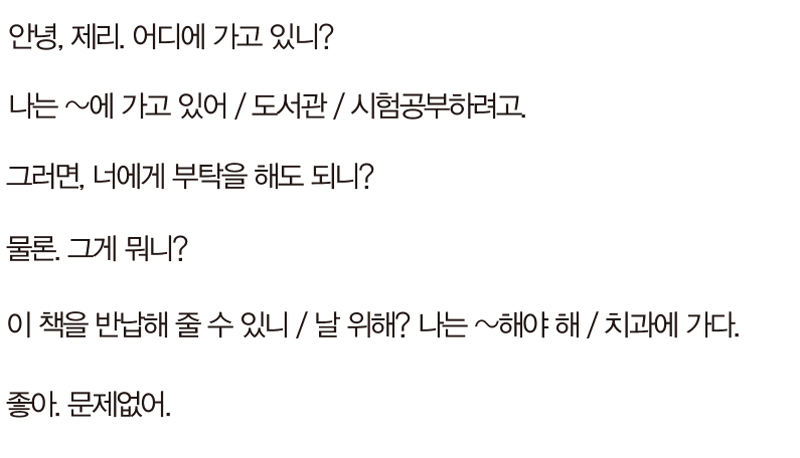 안녕, 제리. 어디에 가고 있니?
나는 ~에 가고 있어 / 도서관 / 시험공부하려고.
그러면, 너에게 부탁을 해도 되니?
물론. 그게 뭐니?
이 책을 반납해 줄 수 있니 / 날 위해? 나는 ~해야 해 / 치과에 가다.
좋아. 문제없어.